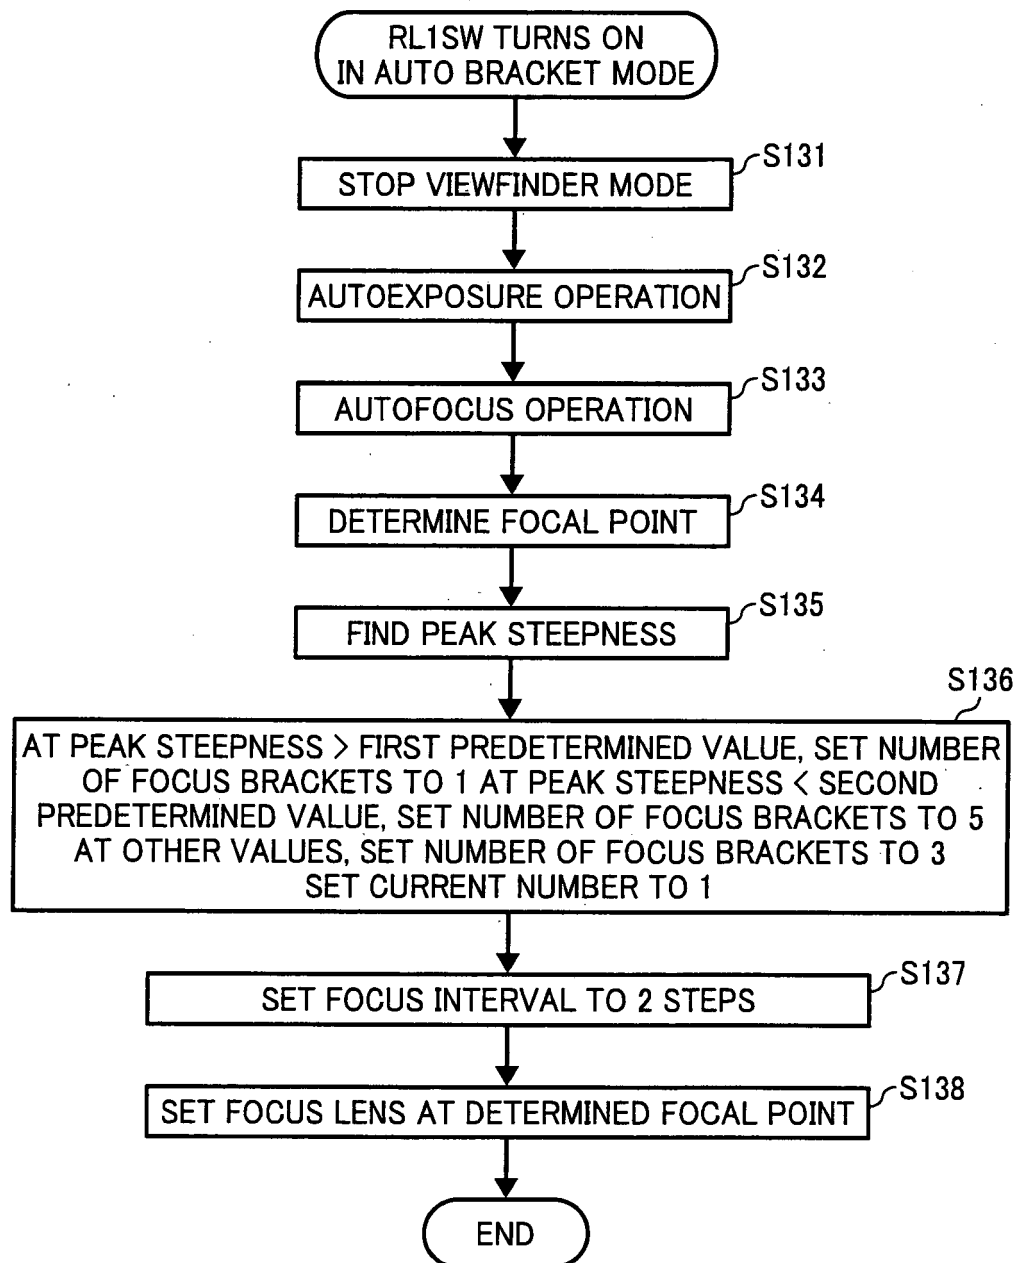 RL1SW TURNS ON
IN AUTO BRACKET MODE
S131
STOP VIEWFINDER MODE
S132
AUTOEXPOSURE OPERATION
S133
AUTOFOCUS OPERATION
S134
DETERMINE FOCAL POINT
S135
FIND PEAK STEEPNESS
S136
AT PEAK STEEPNESS > FIRST PREDETERMINED VALUE, SET NUMBER
OF FOCUS BRACKETS TO 1 AT PEAK STEEPNESS < SECOND
PREDETERMINED VALUE, SET NUMBER OF FOCUS BRACKETS TO 5
AT OTHER VALUES, SET NUMBER OF FOCUS BRACKETS TO 3
SET CURRENT NUMBER TO 1
S137
SET FOCUS INTERVAL TO 2 STEPS
S138
SET FOCUS LENS AT DETERMINED FOCAL POINT
END